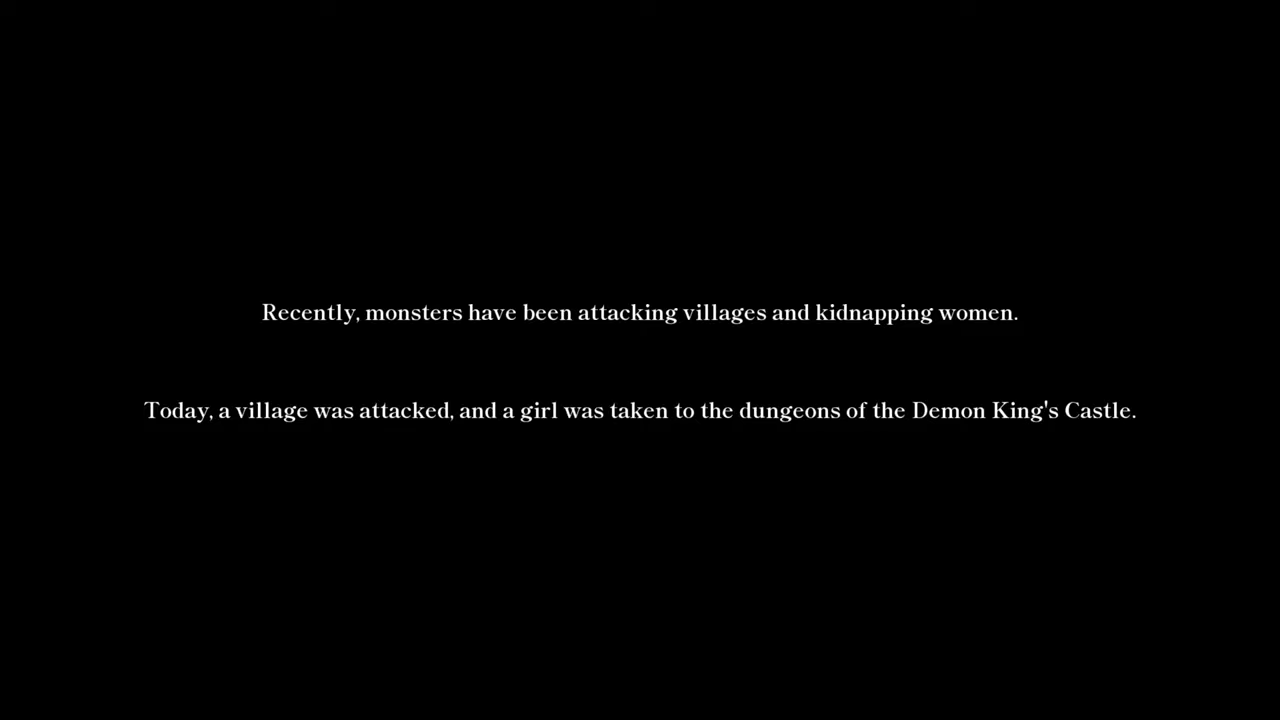 Recently, monsters have been attacking villages and kidnapping women.
Today, a village was attacked, and a girl was taken to the dungeons of the Demon King's Castle.